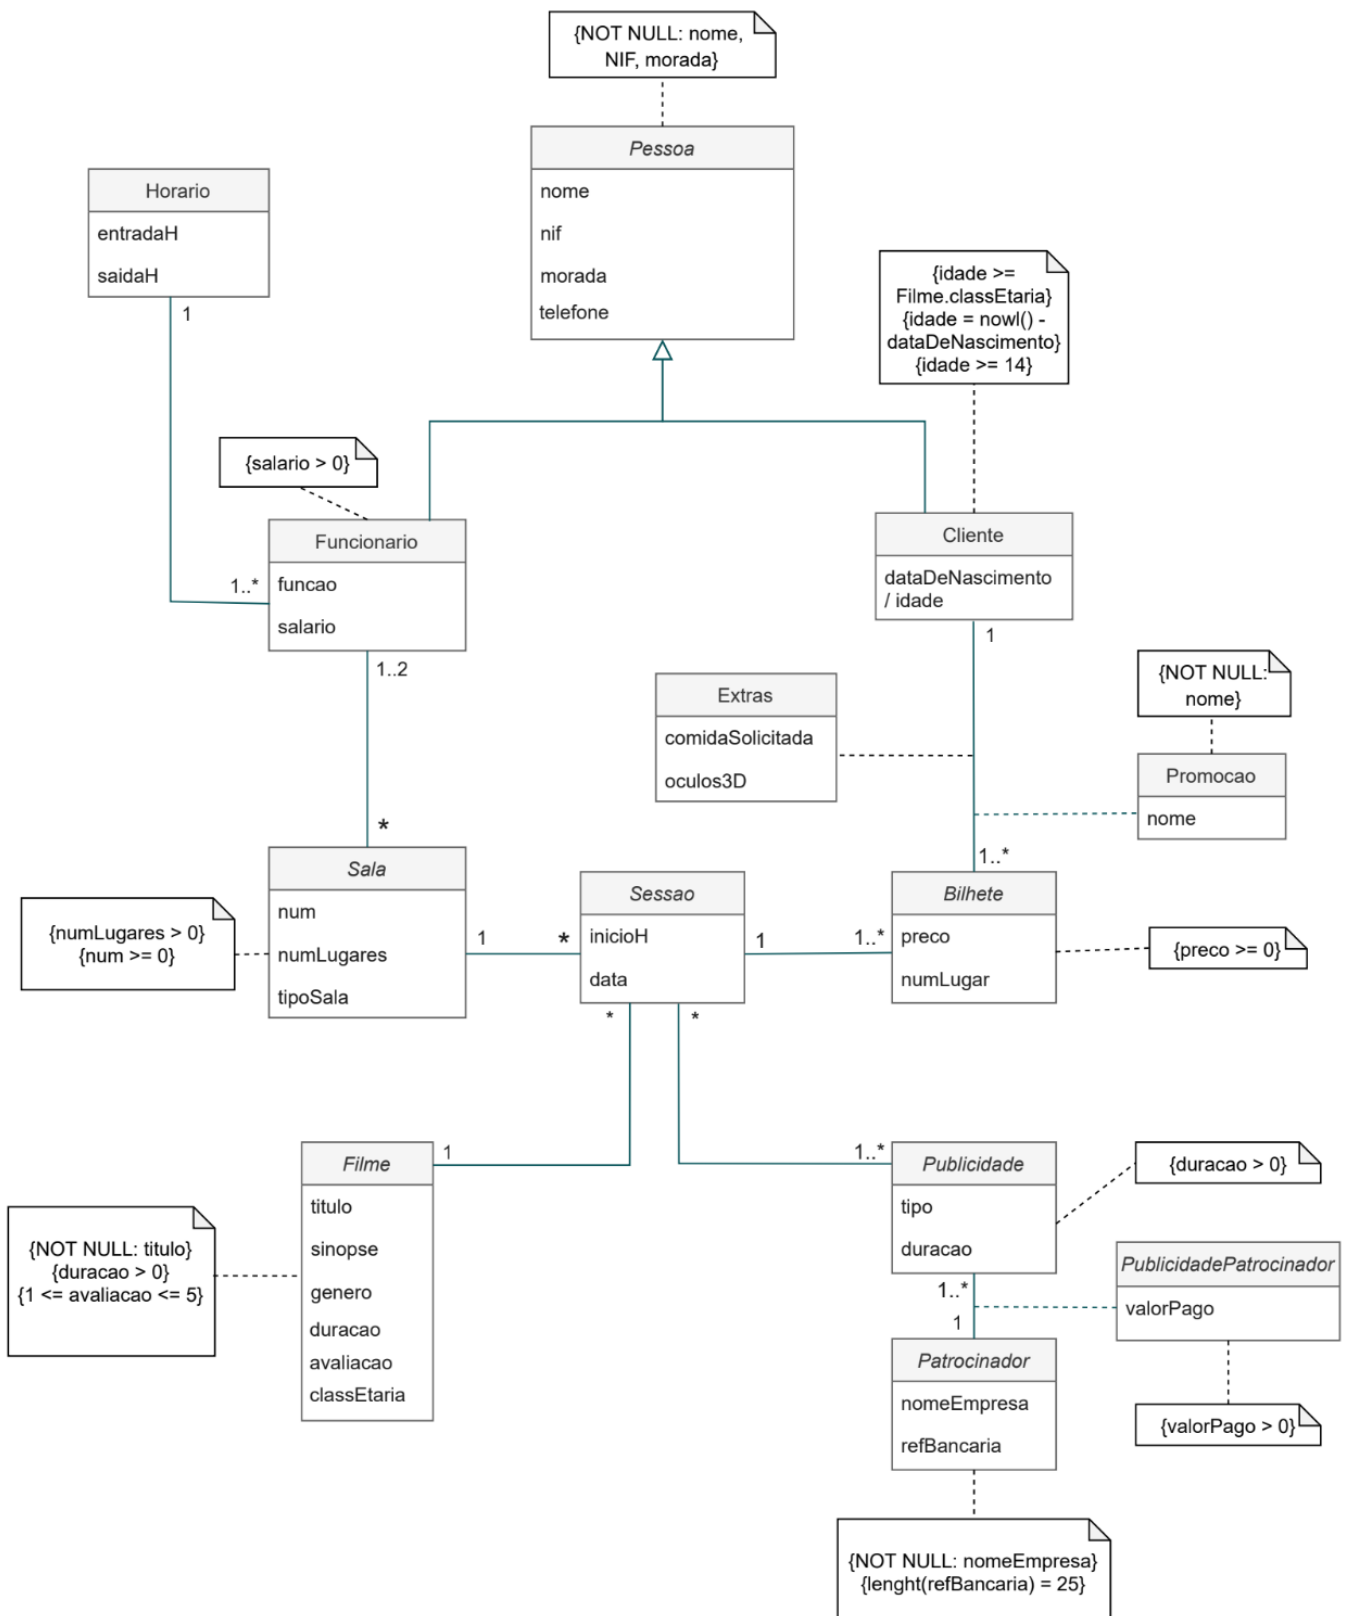 {NOT NULL: nome,
NIF, morada}
Pessoa
nome
nif
morada
telefone
Horario
entradaH
saidaH
1
1..*
{idade >=
Filme.classEtaria}
{idade = nowl() -
dataDeNascimento}
{idade >= 14}
{salario > 0}
Funcionario
funcao
salario
1..2
*
Cliente
dataDeNascimento
/ idade
1
1..*
Extras
comidaSolicitada
oculos3D
{NOT NULL:
nome}
Promocao
nome
Sala
num
numLugares
tipoSala
{numLugares > 0}
{num >= 0}
1
*
Sessao
inicioH
data
1
1..*
Bilhete
preco
numLugar
{preco >= 0}
*
*
1
1..*
Filme
titulo
sinopse
genero
duracao
avaliacao
classEtaria
{NOT NULL: titulo}
{duracao > 0}
{1 <= avaliacao <= 5}
Publicidade
tipo
duracao
{duracao > 0}
1..*
1
PublicidadePatrocinador
valorPago
{valorPago > 0}
Patrocinador
nomeEmpresa
refBancaria
{NOT NULL: nomeEmpresa}
{lenght(refBancaria) = 25}